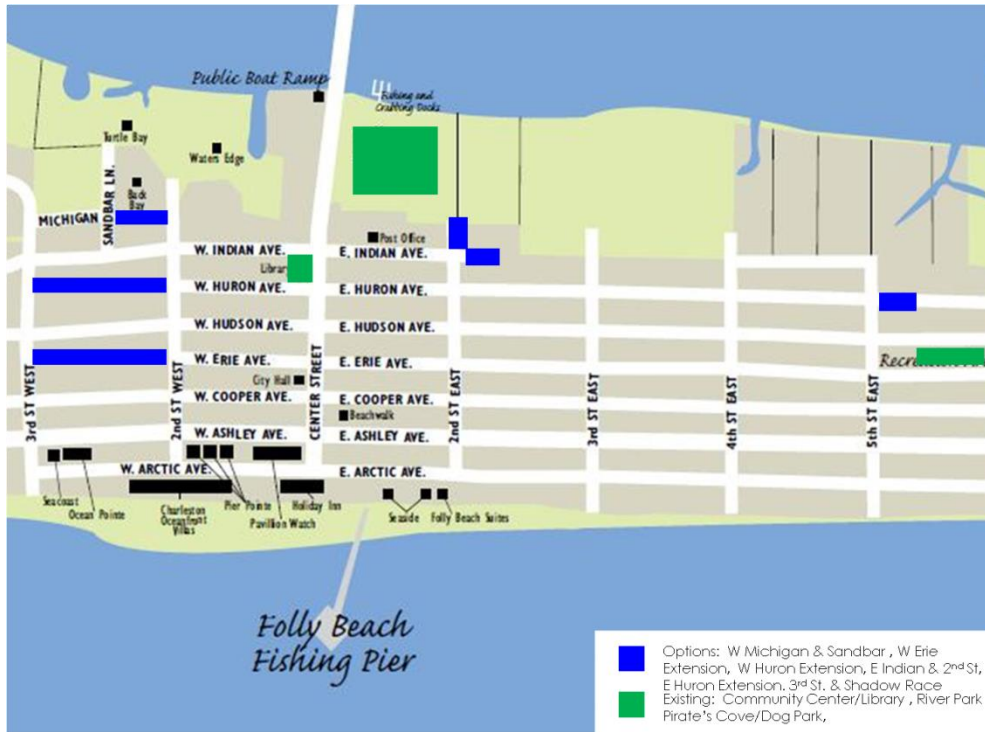 Public Boat Ramp
Fishing and
Crabbing Docks
Turtle Bay
Waters Edge
SANDBAR LN.
Back
Bay
MICHIGAN
Post Office
W. INDIAN AVE.
E. INDIAN AVE.
Library
W. HURON AVE.
E. HURON AVE.
W. HUDSON AVE.
E. HUDSON AVE.
W. ERIE AVE.
E. ERIE AVE.
City Hall
W. COOPER AVE.
E. COOPER AVE.
Beachwalk
W. ASHLEY AVE.
E. ASHLEY AVE.
W. ARCTIC AVE.
E. ARCTIC AVE.
3rd ST WEST
2nd ST WEST
CENTER STREET
2nd ST EAST
3rd ST EAST
4th ST EAST
5th ST EAST
Seacoast
Ocean Pointe
Charleston
Oceanfront
Villas
Pier Pointe
Pavillion Watch
Holiday Inn
Seaside
Folly Beach Suites
Folly Beach
Fishing Pier
Options: W Michigan & Sandbar , W Erie
Extension, W Huron Extension, E Indian & 2nd St,
E Huron Extension. 3rd St. & Shadow Race
Existing: Community Center/Library , River Park
Pirate's Cove/Dog Park,